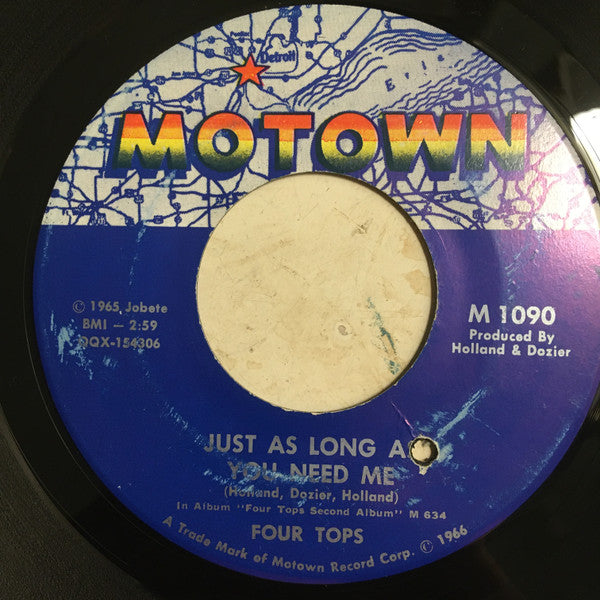 Detroit
Erie
MOTOWN
© 1965, Jobete
BMI — 2:59
DQX-154306
M 1090
Produced By
Holland & Dozier
JUST AS LONG A
YOU NEED ME
(Holland, Dozier, Holland)
In Album "Four Tops Second Album" M 634
FOUR TOPS
A Trade Mark of Motown Record Corp. © 1966